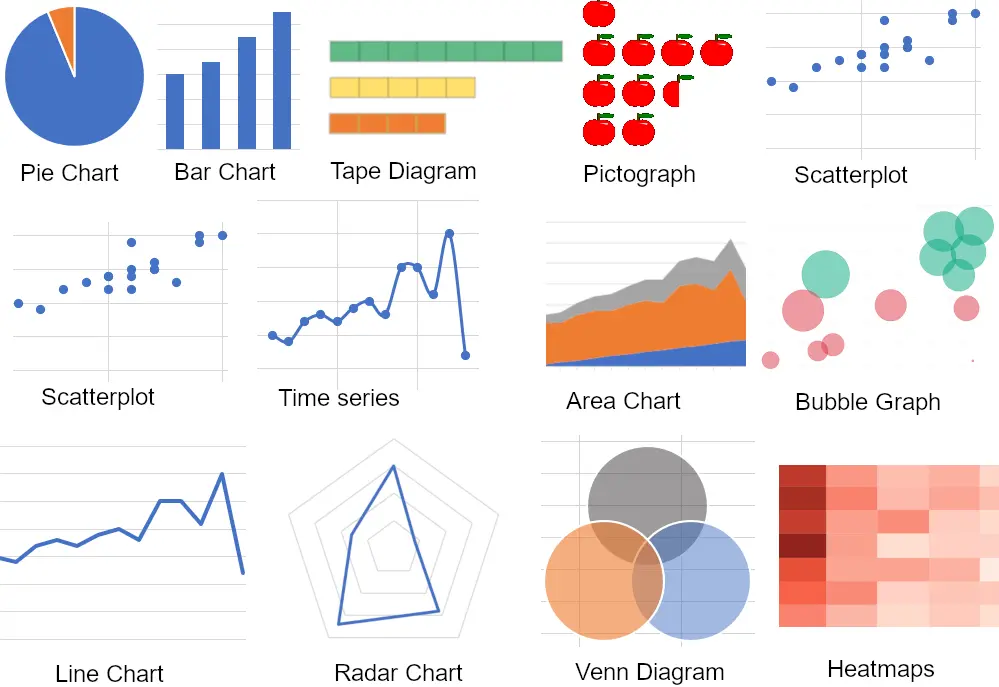 Pie Chart
Bar Chart
Tape Diagram
Pictograph
Scatterplot
Scatterplot
Time series
Area Chart
Bubble Graph
Line Chart
Radar Chart
Venn Diagram
Heatmaps